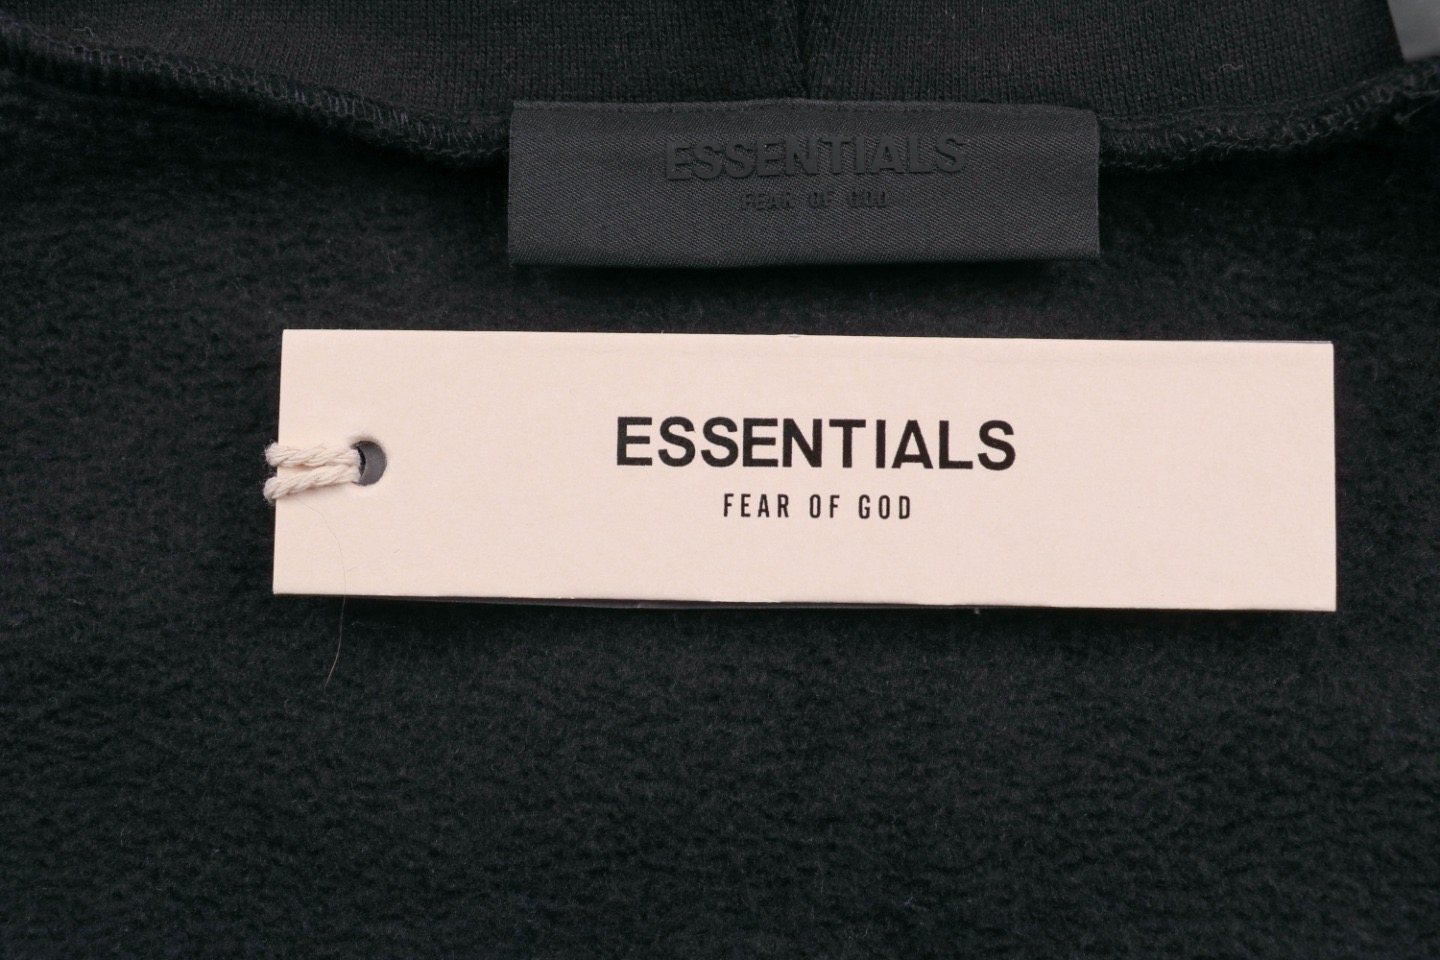 ESSENTIALS
FEAR OF GOD
ESSENTIALS
FEAR OF GOD